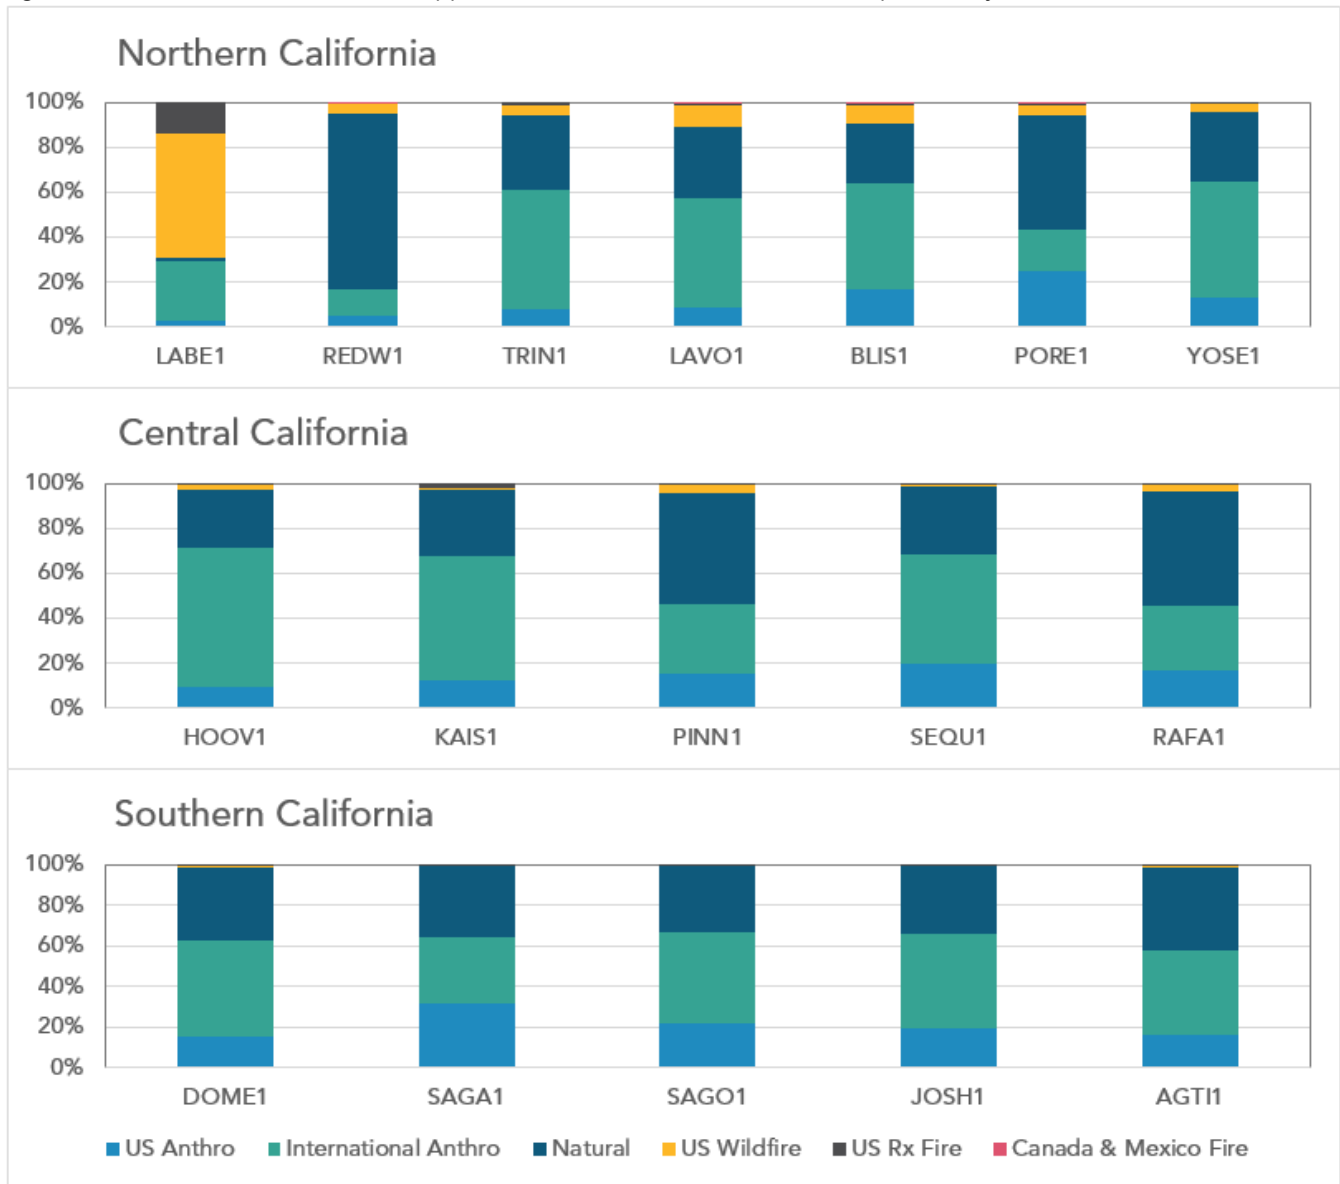 Northern California
100%
80%
60%
40%
20%
0%
LABE1 REDW1 TRIN1 LAVO1 BLIS1 PORE1 YOSE1
Central California
100%
80%
60%
40%
20%
0%
HOOV1 KAIS1 PINN1 SEQU1 RAFA1
Southern California
100%
80%
60%
40%
20%
0%
DOME1 SAGA1 SAGO1 JOSH1 AGTI1
US Anthro International Anthro Natural US Wildfire US Rx Fire Canada & Mexico Fire